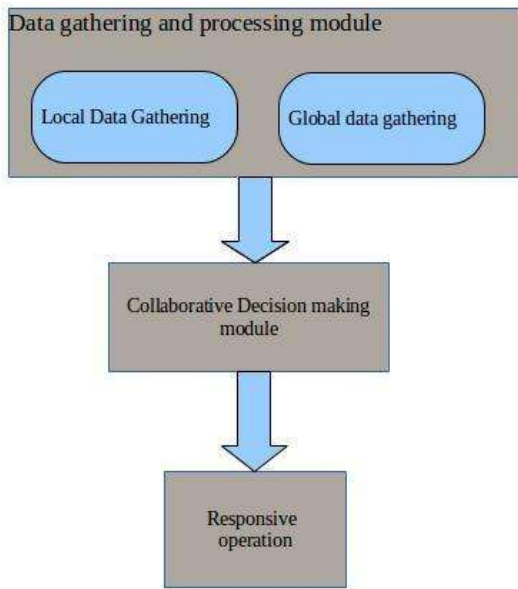 Data gathering and processing module
Local Data Gathering
Global data gathering
Collaborative Decision making
module
Responsive
operation